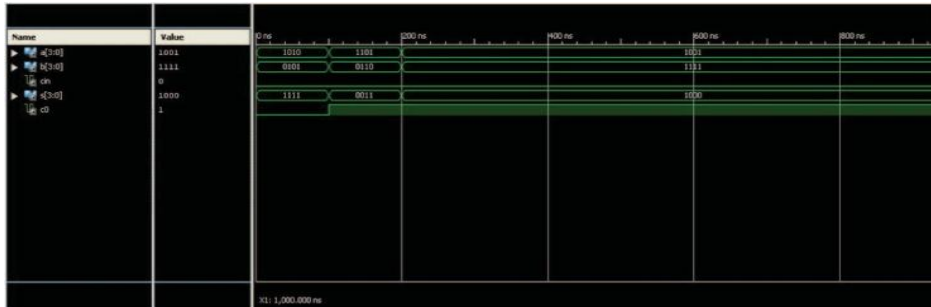 Name Value 0 ns 200 ns 400 ns 600 ns 800 ns
a[3:0] 1001 1010 1101 1001
b[3:0] 1111 0101 0110 1111
cin 0
s[3:0] 1000 1111 0011 1000
c0 1
X1: 1,000.000 ns